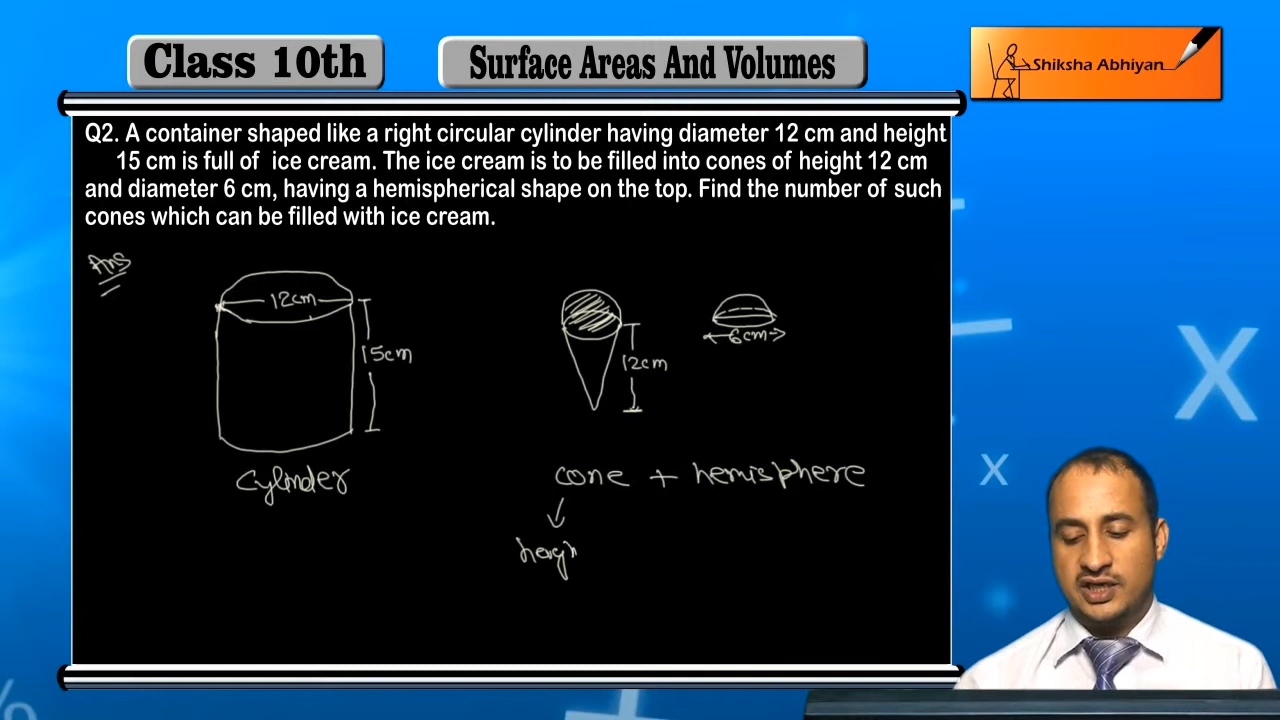 Class 10th
Surface Areas And Volumes
Shiksha Abhiyan
Q2. A container shaped like a right circular cylinder having diameter 12 cm and height
15 cm is full of ice cream. The ice cream is to be filled into cones of height 12 cm
and diameter 6 cm, having a hemispherical shape on the top. Find the number of such
cones which can be filled with ice cream.
Ans
12cm
15cm
12cm
6cm
cylinder
cone + hemisphere
heigh
x
x
%